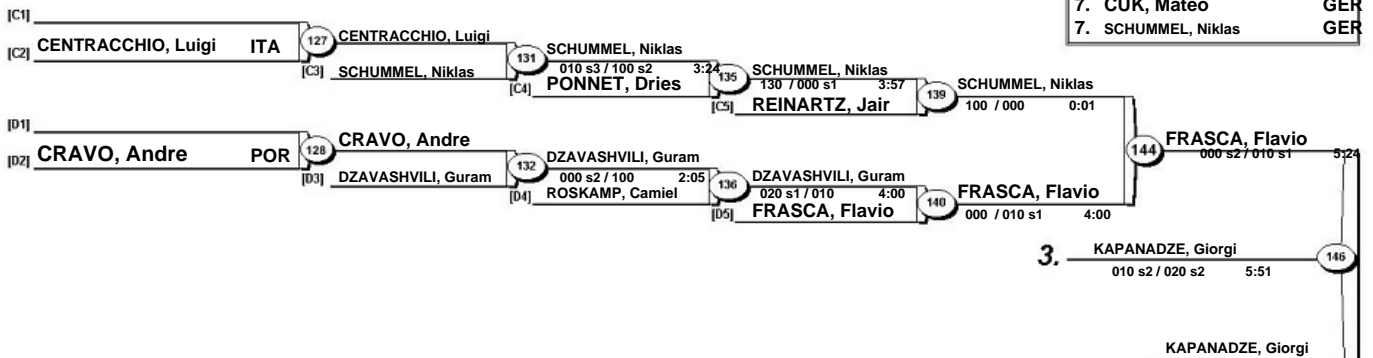 7. CUK, Mateo GER
7. SCHUMMEL, Niklas GER
[C1]
[C2] CENTRACCHIO, Luigi ITA
127
CENTRACCHIO, Luigi
[C3] SCHUMMEL, Niklas
131
SCHUMMEL, Niklas
010 s3 / 100 s2 3:24
[C4] PONNET, Dries
135
SCHUMMEL, Niklas
130 / 000 s1 3:57
[C5] REINARTZ, Jair
139
SCHUMMEL, Niklas
100 / 000 0:01
[D1]
[D2] CRAVO, Andre POR
128
CRAVO, Andre
[D3] DZAVASHVILI, Guram
132
DZAVASHVILI, Guram
000 s2 / 100 2:05
[D4] ROSKAMP, Camiel
136
DZAVASHVILI, Guram
020 s1 / 010 4:00
[D5] FRASCA, Flavio
140
FRASCA, Flavio
000 / 010 s1 4:00
144
FRASCA, Flavio
000 s2 / 010 s1 5:24
3. KAPANADZE, Giorgi
010 s2 / 020 s2 5:51
146
KAPANADZE, Giorgi